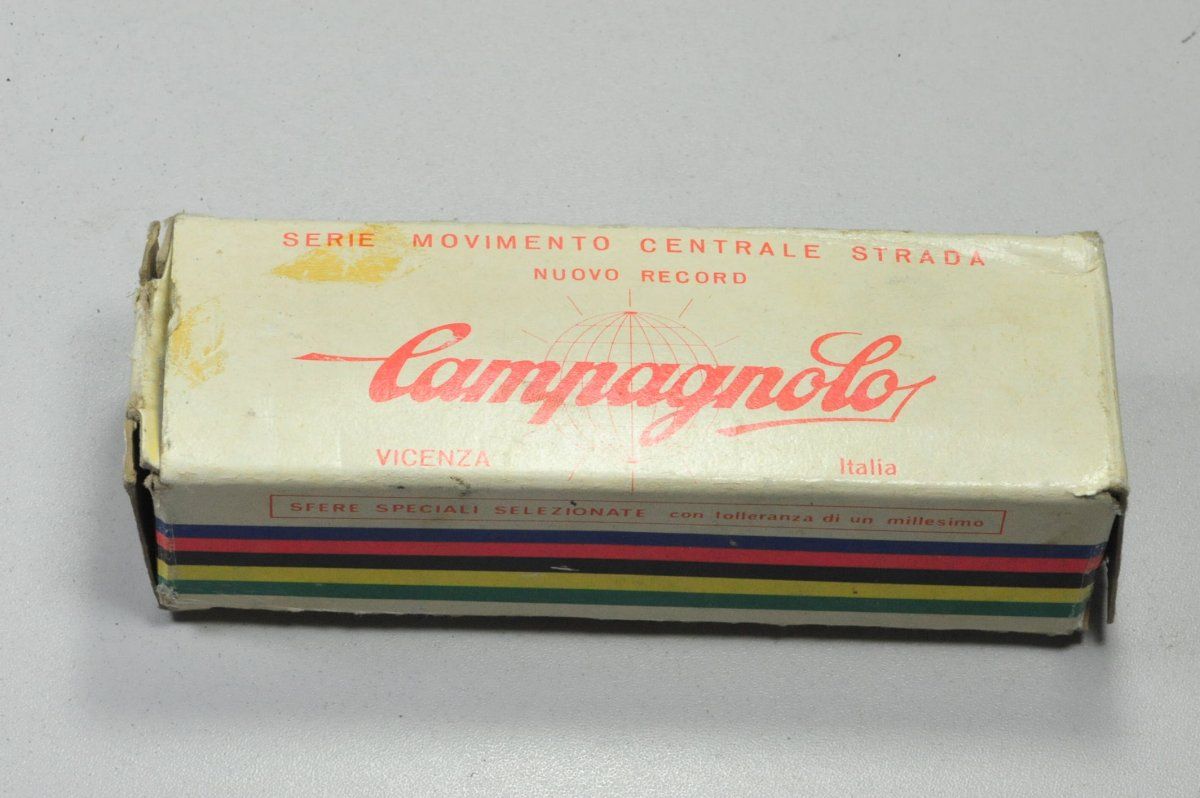 SERIE MOVIMENTO CENTRALE STRADA
NUOVO RECORD
Campagnolo
VICENZA Italia
SFERE SPECIALI SELEZIONATE con tolleranza di un millesimo